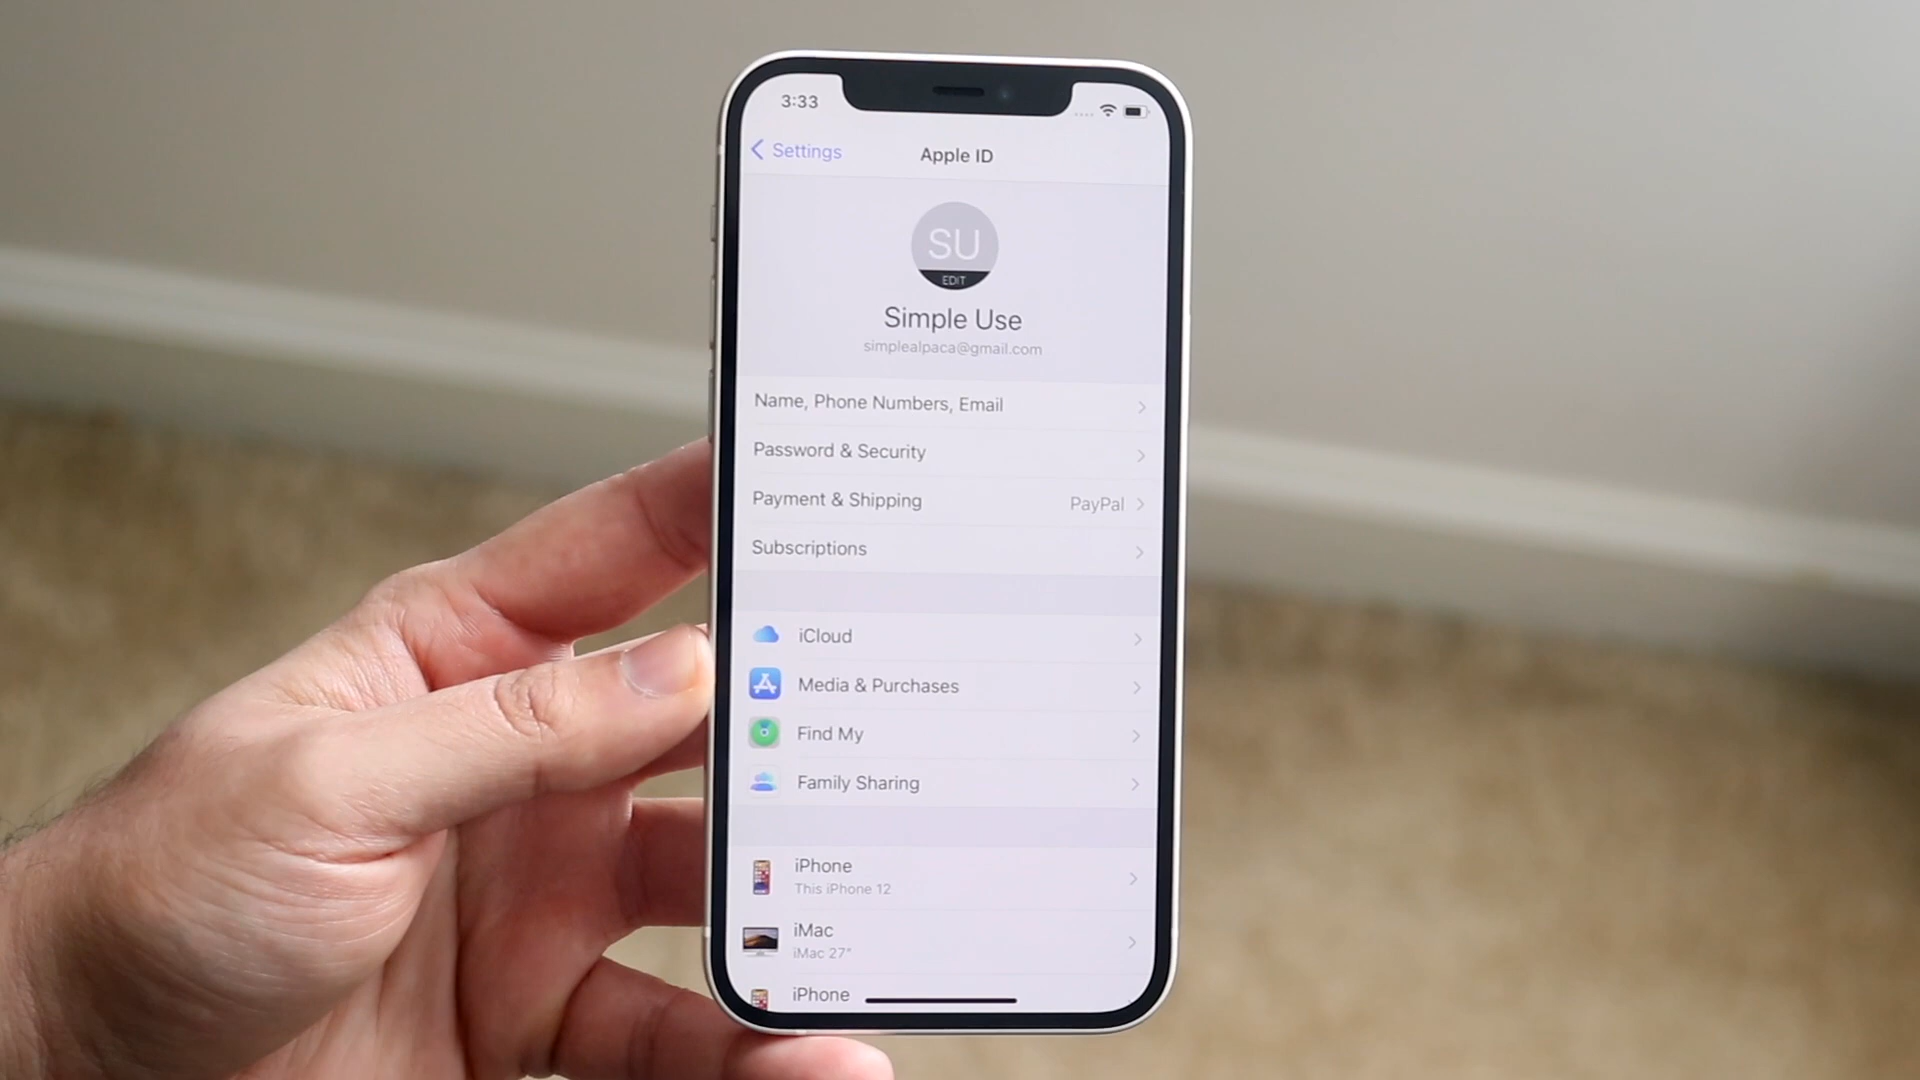 3:33
Settings
Apple ID
SU
EDIT
Simple Use
simplealpaca@gmail.com
Name, Phone Numbers, Email
Password & Security
Payment & Shipping PayPal
Subscriptions
iCloud
Media & Purchases
Find My
Family Sharing
iPhone
This iPhone 12
iMac
iMac 27"
iPhone